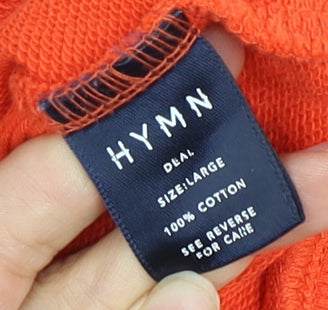 HYMN
DEAL
SIZE:LARGE
100% COTTON
SEE REVERSE
FOR CARE